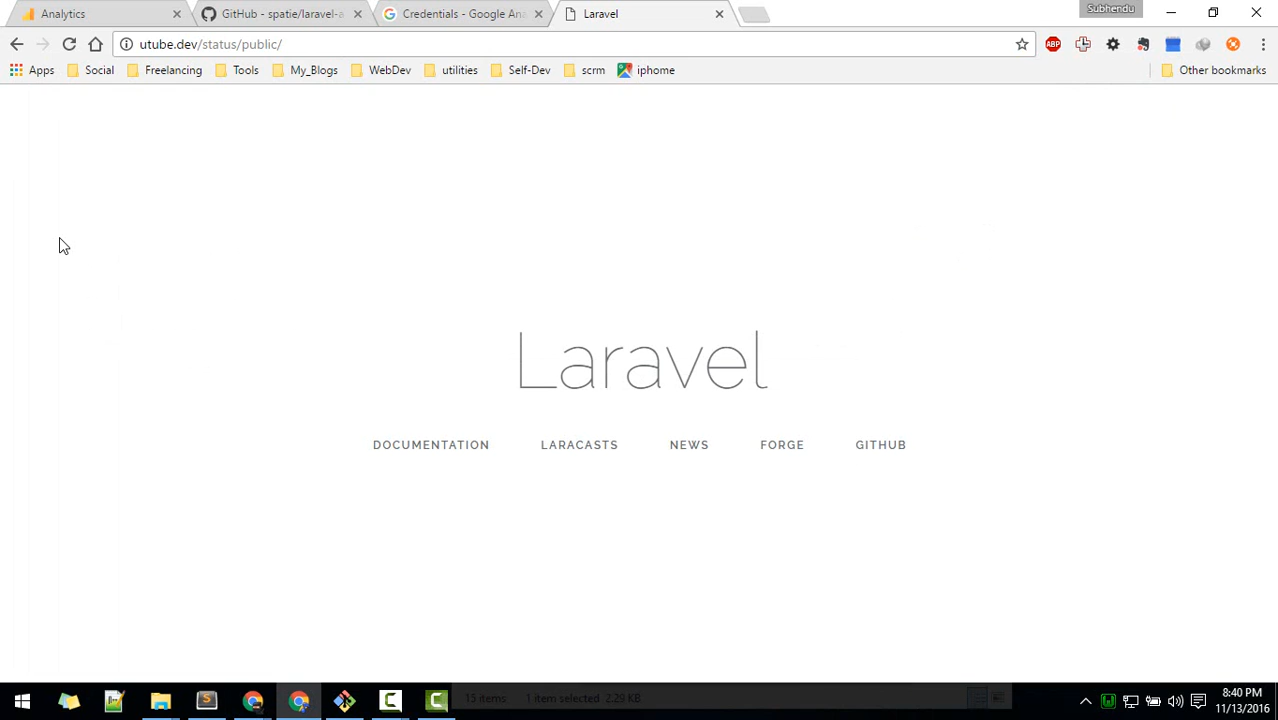 Analytics
GitHub - spatie/laravel-a
Credentials - Google Ana
Laravel
Subhendu
utube.dev/status/public/
ABP
Apps
Social
Freelancing
Tools
My_Blogs
WebDev
utilities
Self-Dev
scrm
iphome
Other bookmarks
Laravel
DOCUMENTATION
LARACASTS
NEWS
FORGE
GITHUB
15 items
1 item selected 2.29 KB
8:40 PM
11/13/2016